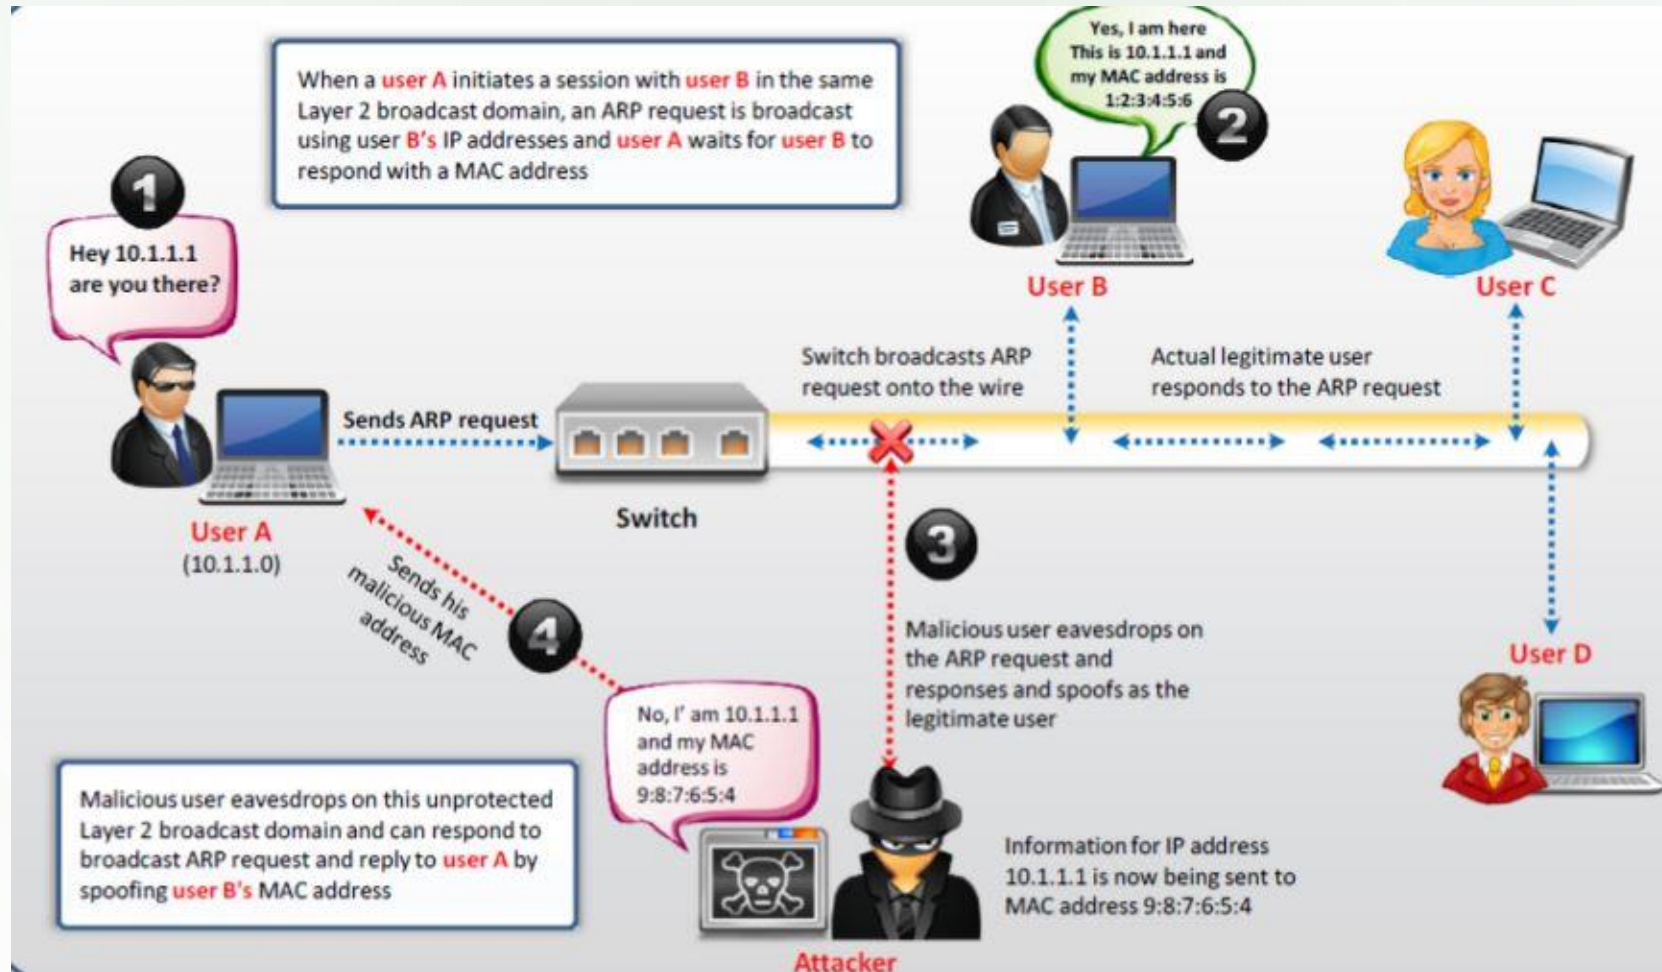 When a user A initiates a session with user B in the same
Layer 2 broadcast domain, an ARP request is broadcast
using user B's IP addresses and user A waits for user B to
respond with a MAC address
Yes, I am here
This is 10.1.1.1 and
my MAC address is
1:2:3:4:5:6
2
1
Hey 10.1.1.1
are you there?
User B
User C
Switch broadcasts ARP
request onto the wire
Actual legitimate user
responds to the ARP request
Sends ARP request
Switch
User A
(10.1.1.0)
3
Sends his
malicious MAC
address
4
Malicious user eavesdrops on
the ARP request and
responses and spoofs as the
legitimate user
User D
No, I' am 10.1.1.1
and my MAC
address is
9:8:7:6:5:4
Malicious user eavesdrops on this unprotected
Layer 2 broadcast domain and can respond to
broadcast ARP request and reply to user A by
spoofing user B's MAC address
Information for IP address
10.1.1.1 is now being sent to
MAC address 9:8:7:6:5:4
Attacker